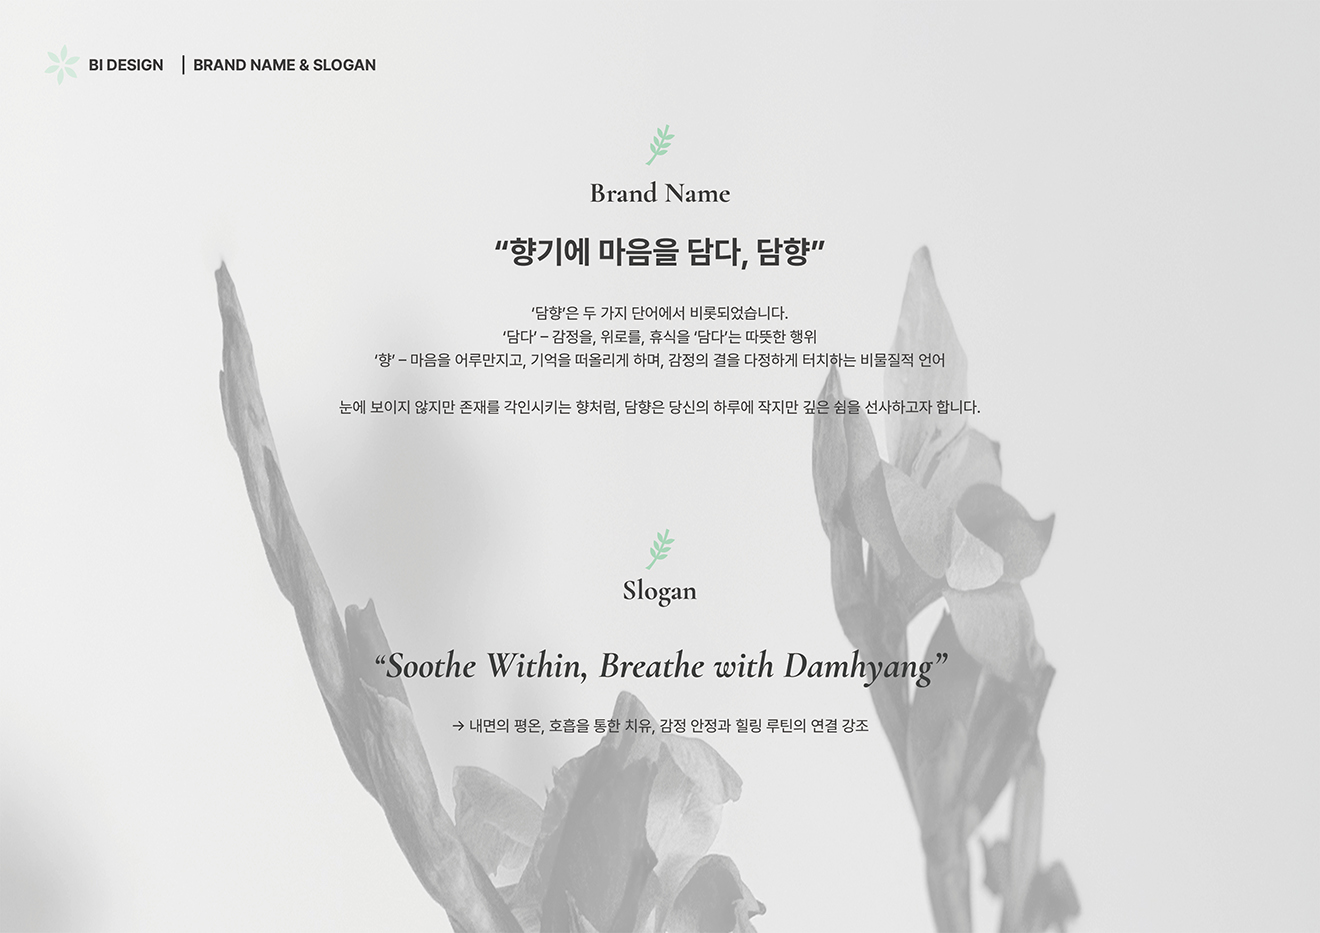 BI DESIGN | BRAND NAME & SLOGAN
Brand Name
“향기에 마음을 담다, 담향”
‘담향’은 두 가지 단어에서 비롯되었습니다.
‘담다’ – 감정을, 위로를, 휴식을 ‘담다’는 따뜻한 행위
‘향’ – 마음을 어루만지고, 기억을 떠올리게 하며, 감정의 결을 다정하게 터치하는 비물질적 언어
눈에 보이지 않지만 존재를 각인시키는 향처럼, 담향은 당신의 하루에 작지만 깊은 쉼을 선사하고자 합니다.
Slogan
“Soothe Within, Breathe with Damhyang”
→ 내면의 평온, 호흡을 통한 치유, 감정 안정과 힐링 루틴의 연결 강조